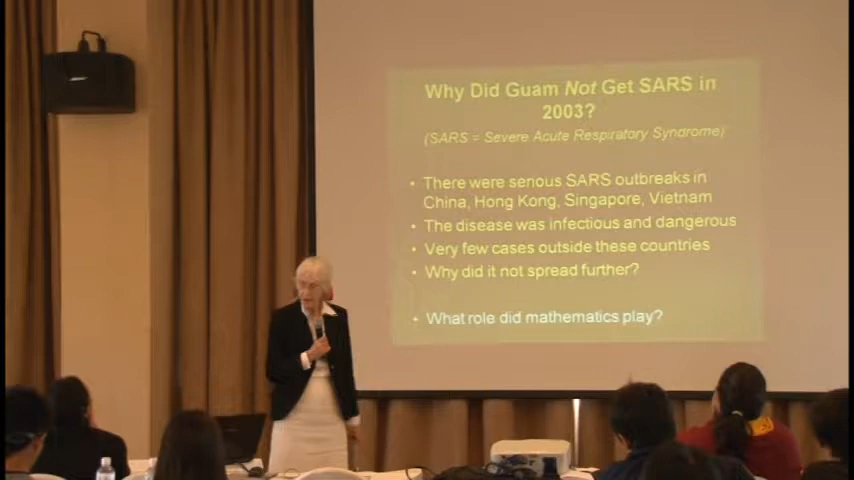 Why Did Guam Not Get SARS in
2003?
(SARS = Severe Acute Respiratory Syndrome)
• There were serious SARS outbreaks in
China, Hong Kong, Singapore, Vietnam
• The disease was infectious and dangerous
• Very few cases outside these countries
• Why did it not spread further?
• What role did mathematics play?